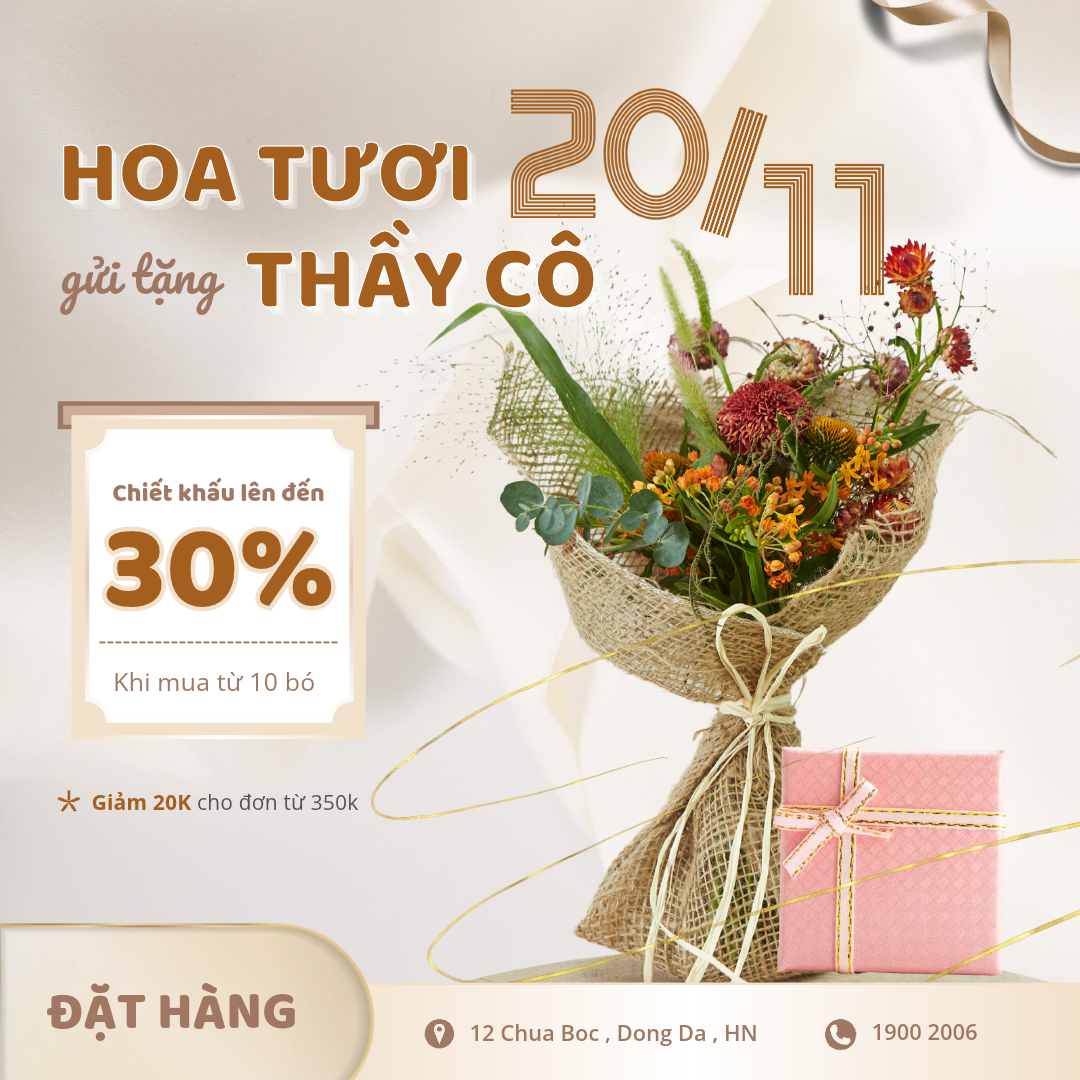 HOA TƯƠI 20/11
gửi tặng THẦY CÔ
Chiết khấu lên đến
30%
Khi mua từ 10 bó
Giảm 20K cho đơn từ 350k
ĐẶT HÀNG
12 Chua Boc , Dong Da , HN
1900 2006